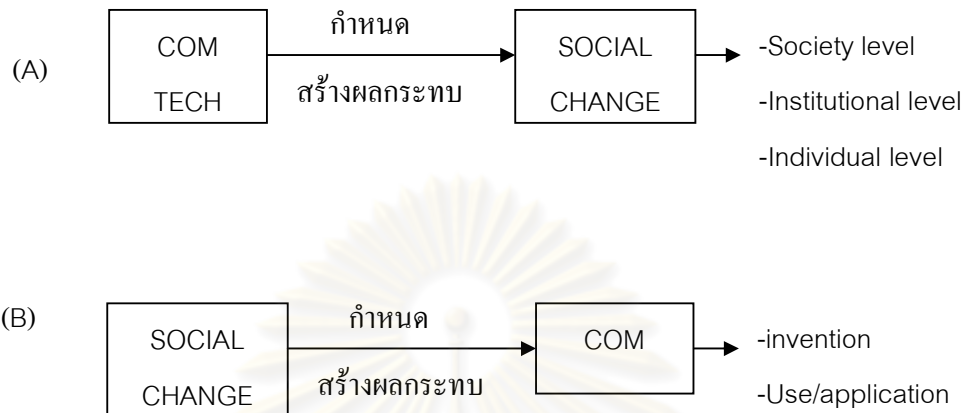 (A)
COM
TECH
กำหนด
สร้างผลกระทบ
SOCIAL
CHANGE
-Society level
-Institutional level
-Individual level
(B)
SOCIAL
CHANGE
กำหนด
สร้างผลกระทบ
COM
-invention
-Use/application